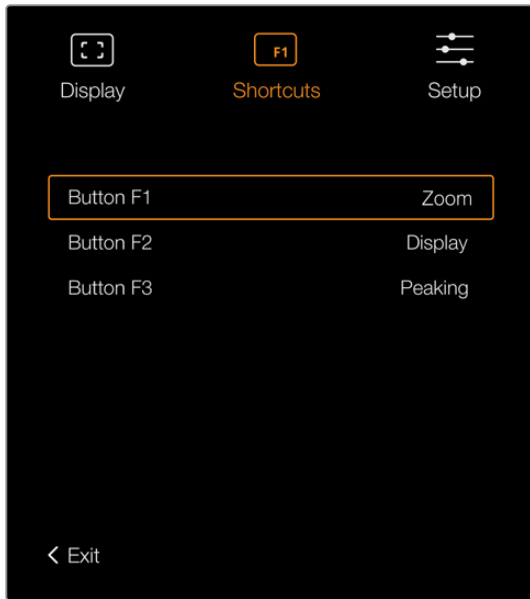 F1
Display Shortcuts Setup
Button F1 Zoom
Button F2 Display
Button F3 Peaking
Exit